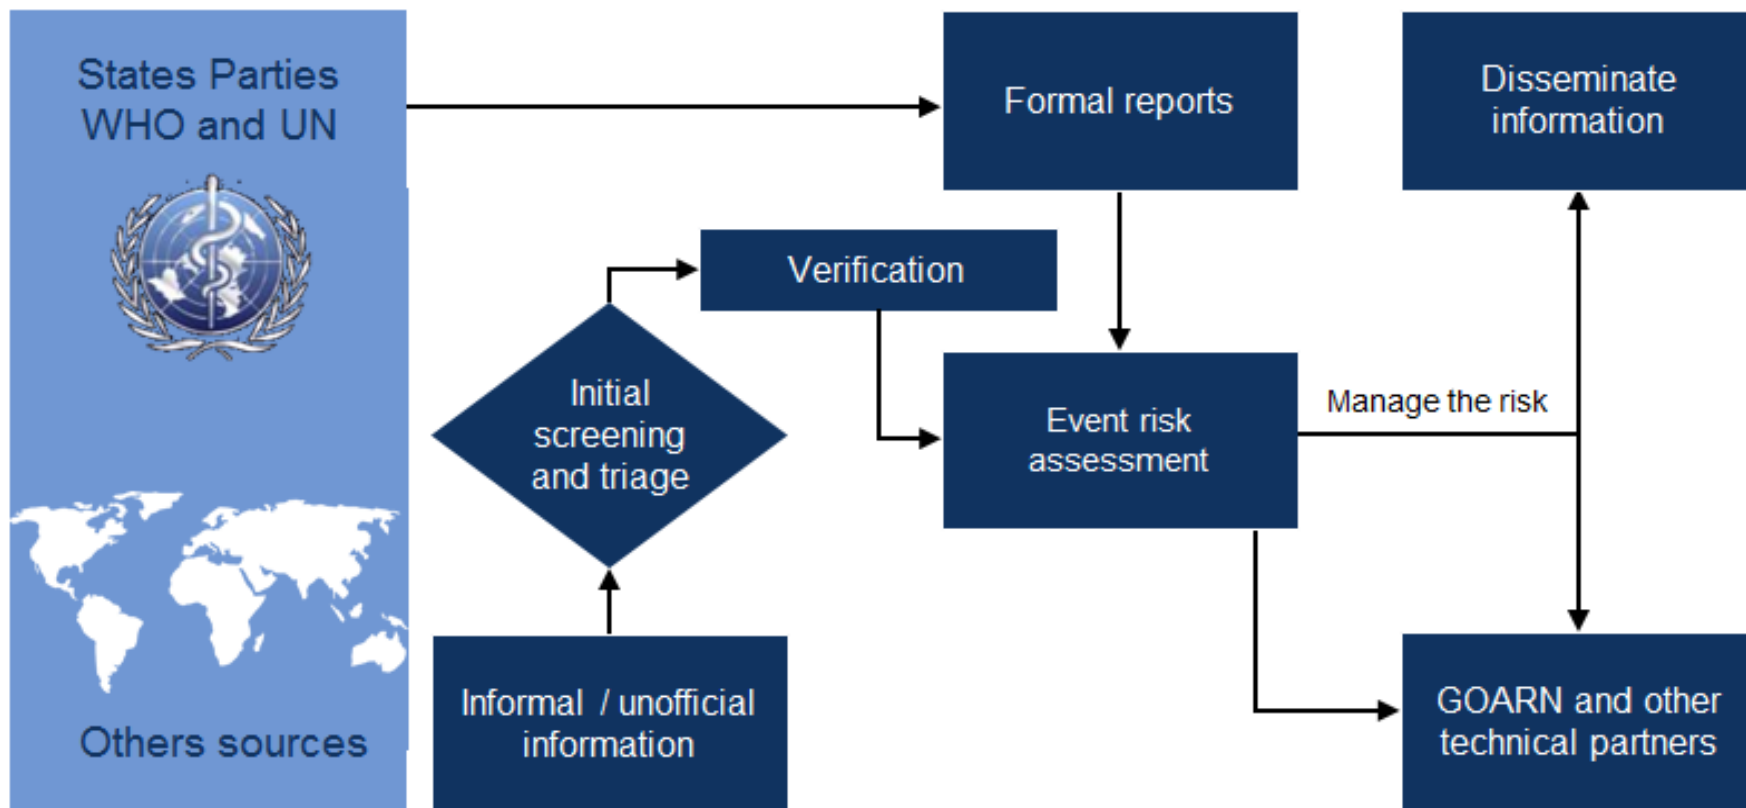 States Parties
WHO and UN
Others sources
Formal reports
Disseminate
information
Verification
Initial
screening
and triage
Event risk
assessment
Manage the risk
Informal / unofficial
information
GOARN and other
technical partners